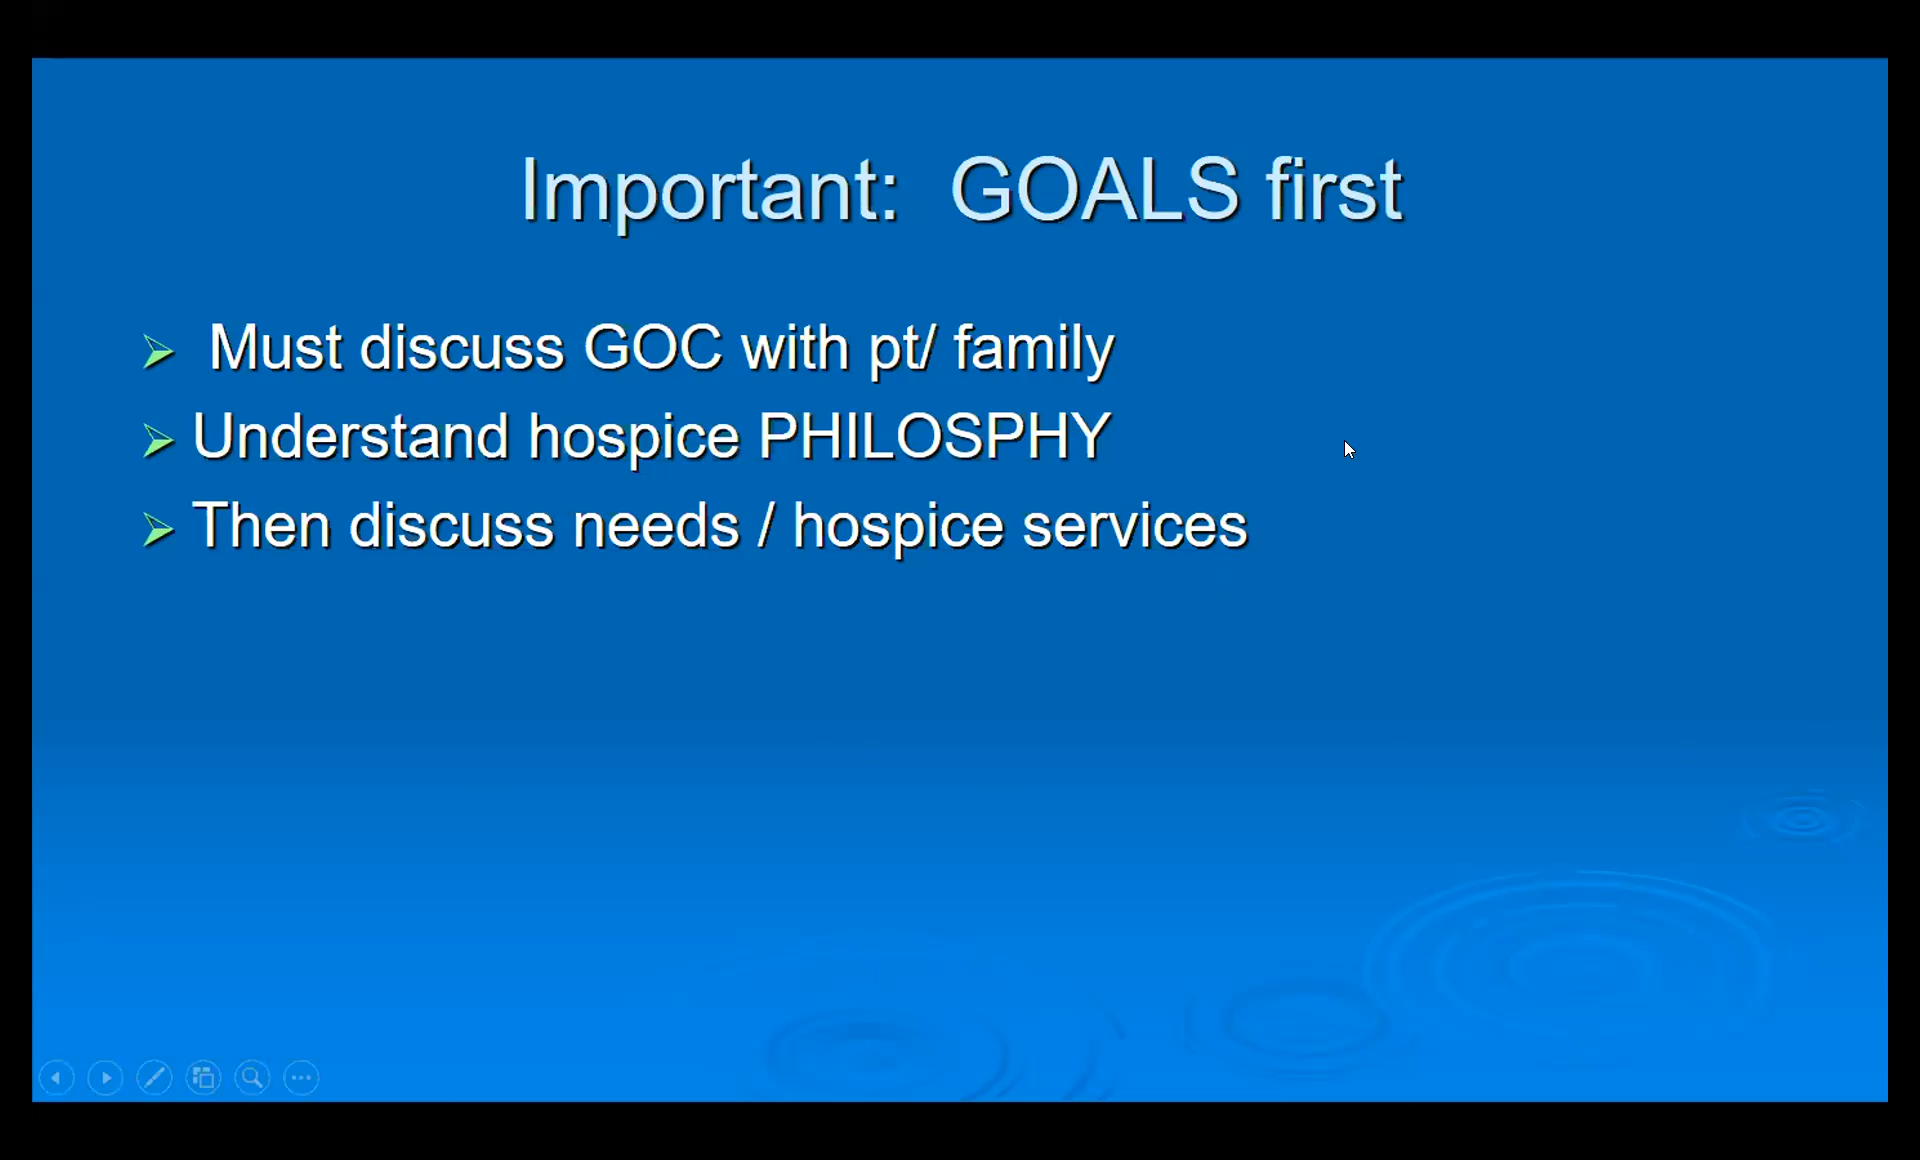 Important:  GOALS first
Must discuss GOC with pt/ family
Understand hospice PHILOSPHY
Then discuss needs / hospice services